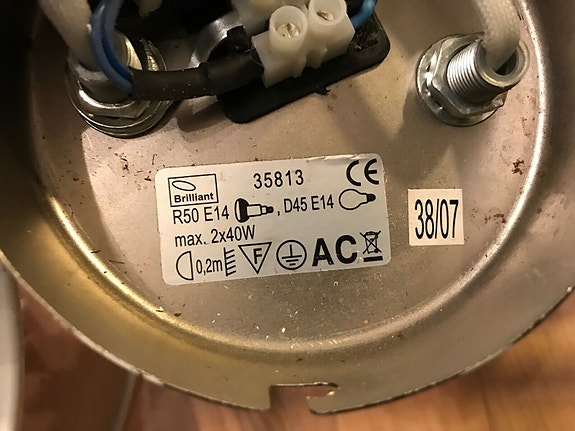 35813
CE
Brilliant
R50 E14 , D45 E14
max. 2x40W
0,2m F AC
38/07